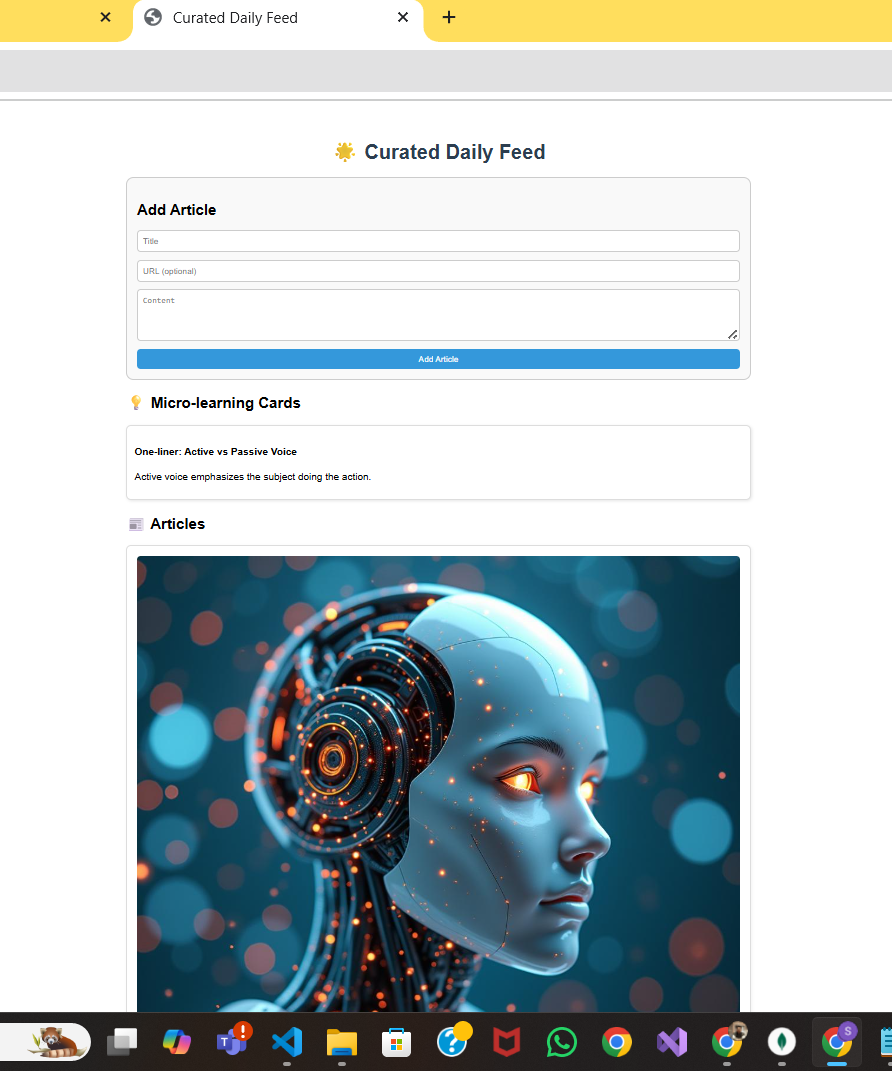 Curated Daily Feed
🌟 Curated Daily Feed
Add Article
Title
URL (optional)
Content
Add Article
💡 Micro-learning Cards
One-liner: Active vs Passive Voice
Active voice emphasizes the subject doing the action.
📰 Articles
T
S